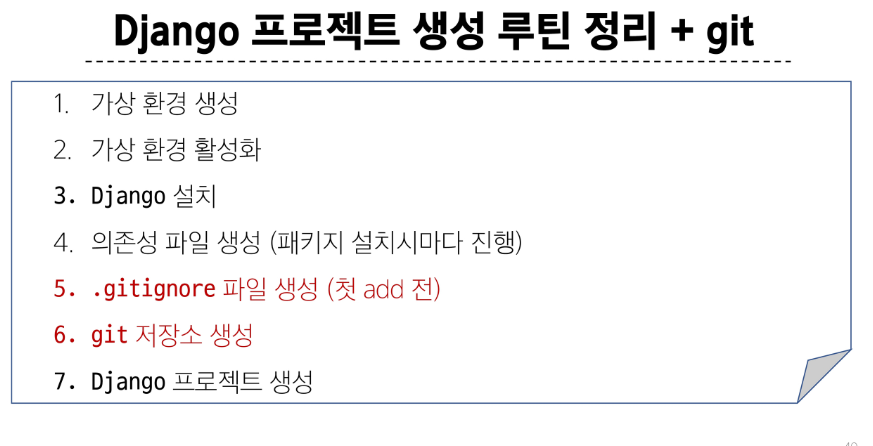 Django 프로젝트 생성 루틴 정리 + git
1. 가상 환경 생성
2. 가상 환경 활성화
3. Django 설치
4. 의존성 파일 생성 (패키지 설치시마다 진행)
5. .gitignore 파일 생성 (첫 add 전)
6. git 저장소 생성
7. Django 프로젝트 생성